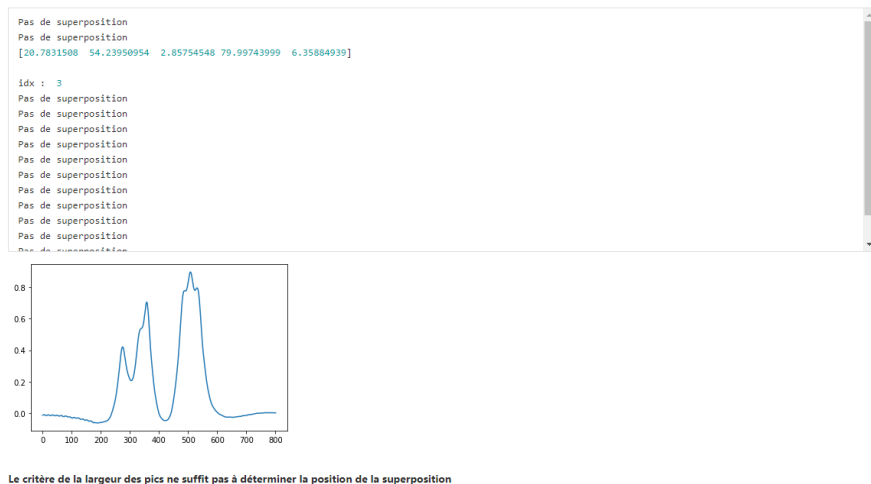 Pas de superposition
Pas de superposition
[20.7831508  54.23950954  2.85754548 79.99743999  6.35884939]
idx :  3
Pas de superposition
Pas de superposition
Pas de superposition
Pas de superposition
Pas de superposition
Pas de superposition
Pas de superposition
Pas de superposition
Pas de superposition
Pas de superposition
Pas de superposition
0.8
0.6
0.4
0.2
0.0
0 100 200 300 400 500 600 700 800
Le critère de la largeur des pics ne suffit pas à déterminer la position de la superposition